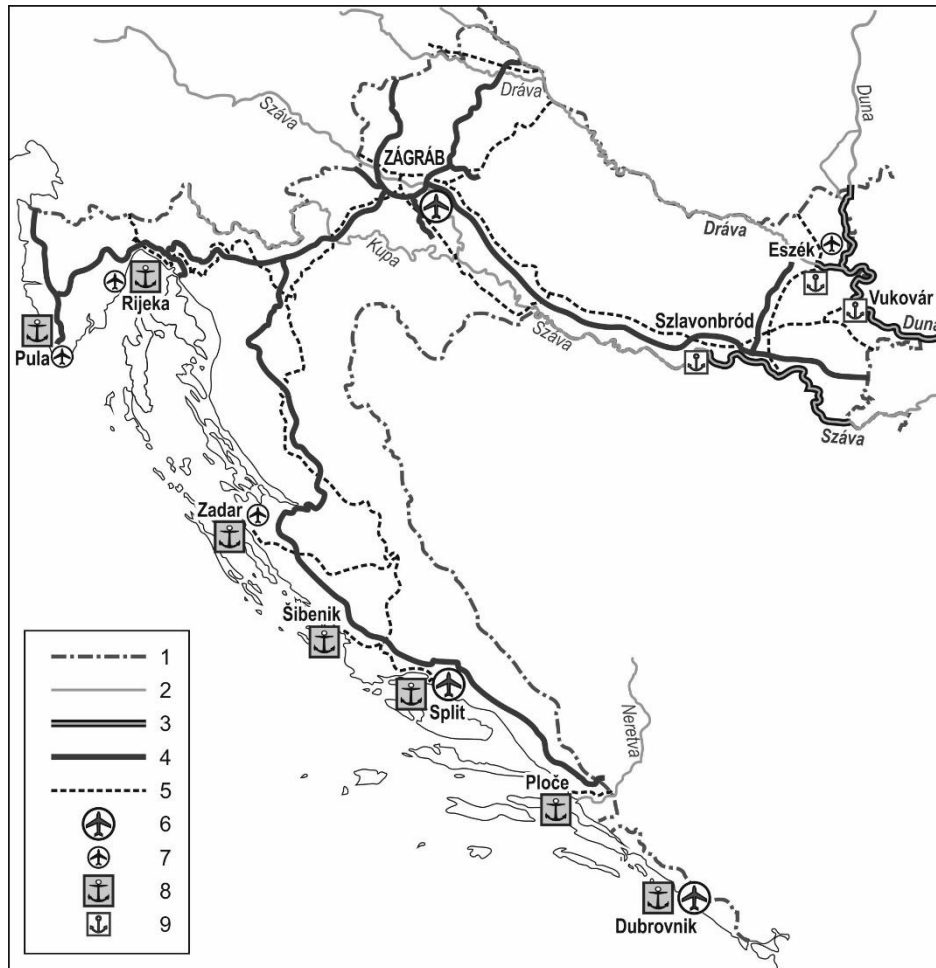 Száva
Dráva
Duna
ZÁGRÁB
Dráva
Eszék
Kupa
Rijeka
Vukovár
Szlavonbród
Duna
Száva
Pula
Száva
Zadar
Šibenik
Split
Neretva
Ploče
Dubrovnik
1
2
3
4
5
6
7
8
9